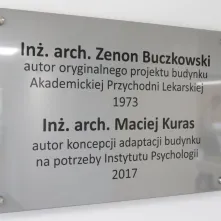 Inż. arch. Zenon Buczkowski
autor oryginalnego projektu budynku
Akademickiej Przychodni Lekarskiej
1973
Inż. arch. Maciej Kuras
autor koncepcji adaptacji budynku
na potrzeby Instytutu Psychologii
2017